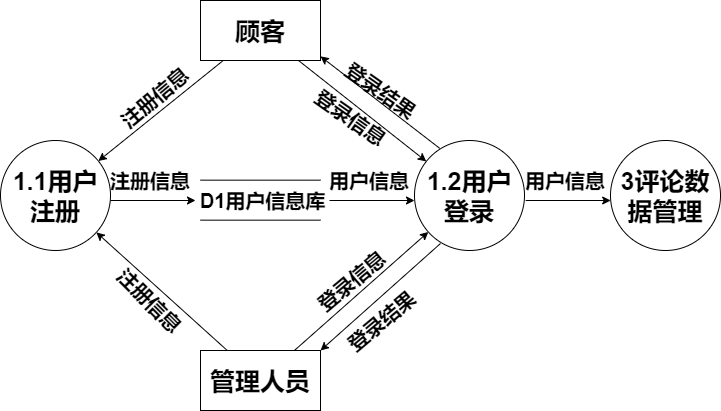 顾客
注册信息
登录结果
登录信息
1.1用户
注册
注册信息
D1用户信息库
用户信息
1.2用户
登录
用户信息
3评论数
据管理
注册信息
登录信息
登录结果
管理人员